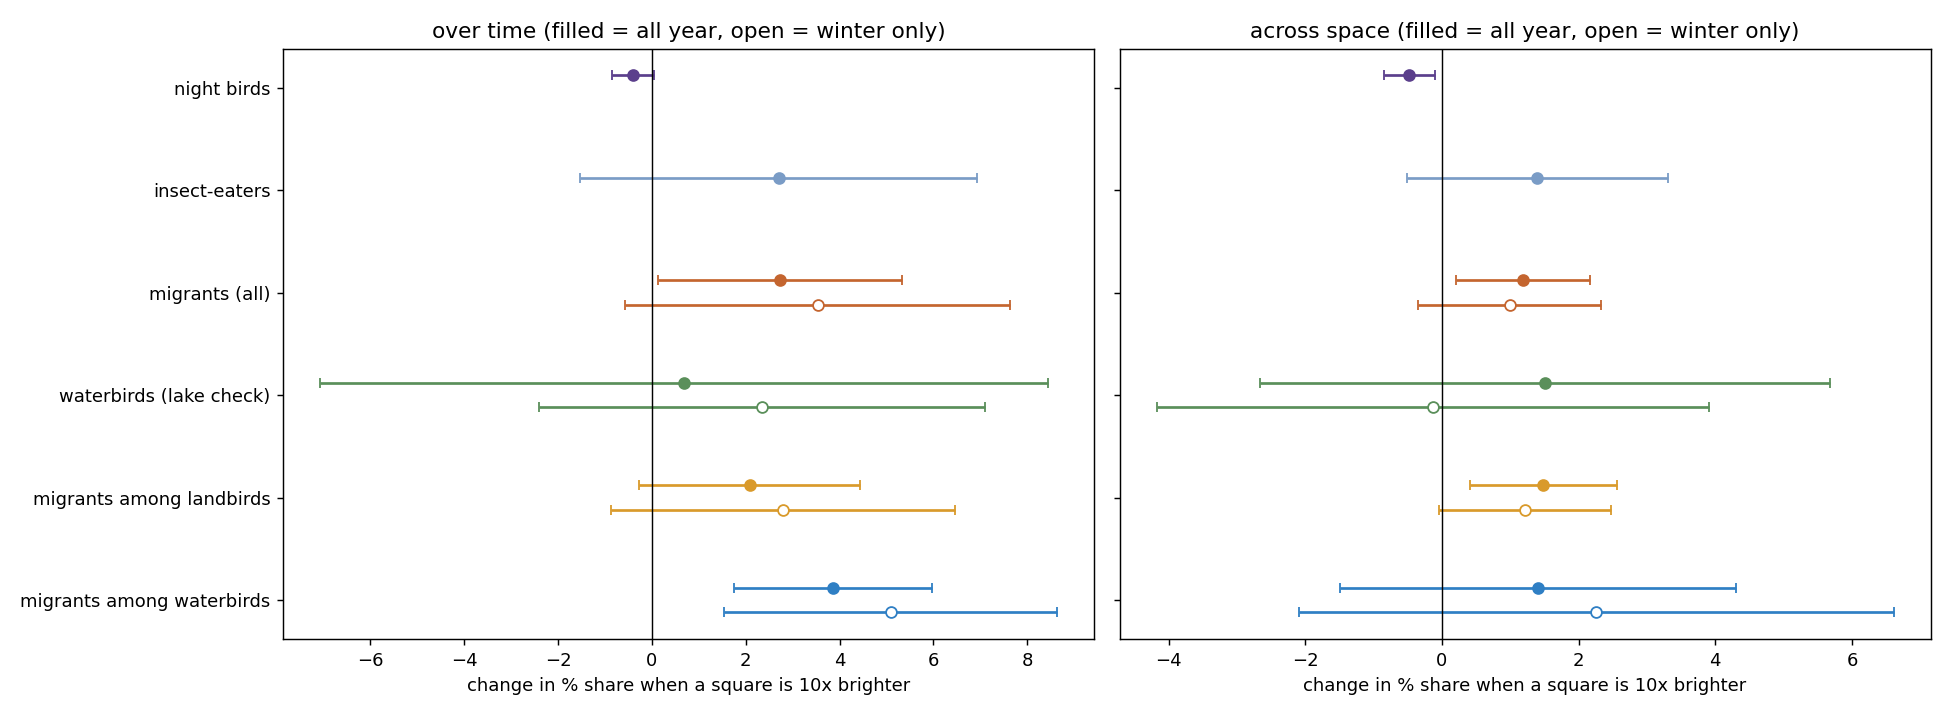 over time (filled = all year, open = winter only)
across space (filled = all year, open = winter only)
night birds
insect-eaters
migrants (all)
waterbirds (lake check)
migrants among landbirds
migrants among waterbirds
−6 −4 −2 0 2 4 6 8
−4 −2 0 2 4 6
change in % share when a square is 10x brighter
change in % share when a square is 10x brighter